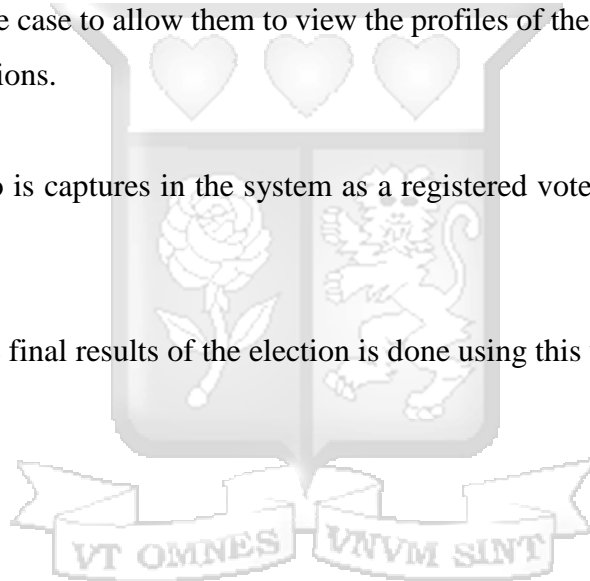 e case to allow them to view the profiles of the
ions.
is captures in the system as a registered vote
final results of the election is done using this
VT OMNES VNVM SINT